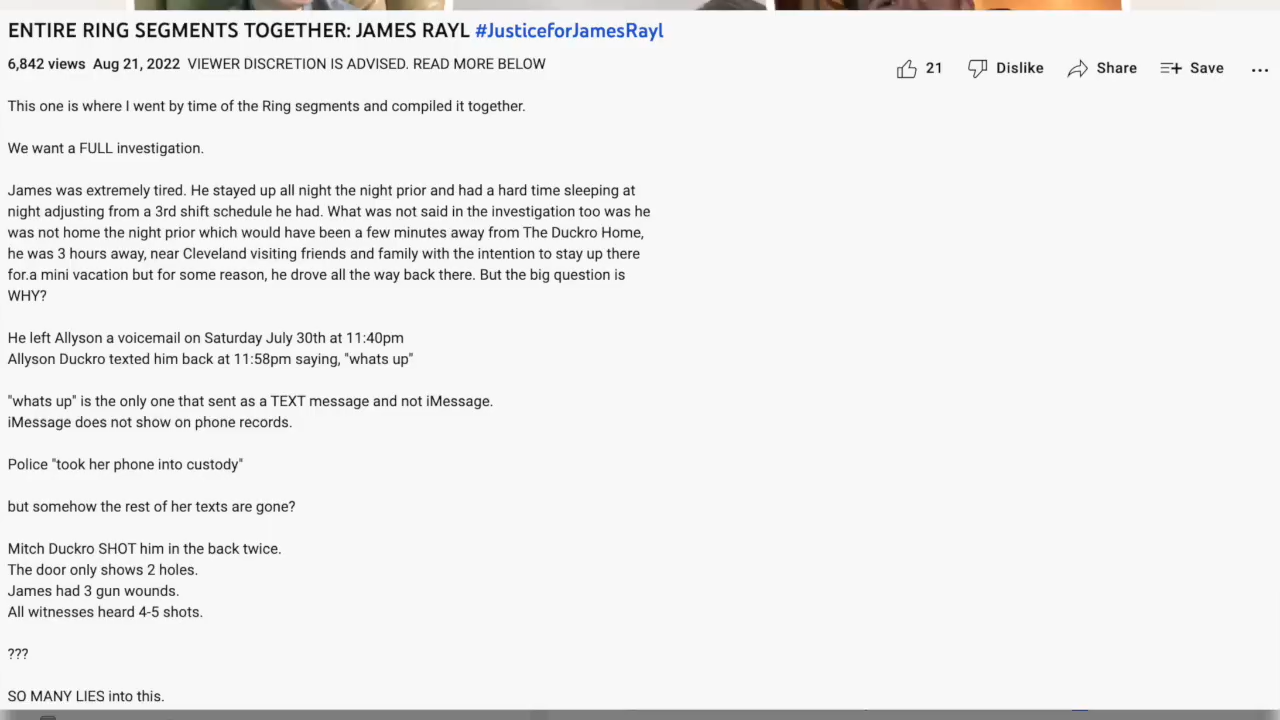 ENTIRE RING SEGMENTS TOGETHER: JAMES RAYL #JusticeforJamesRayl
6,842 views Aug 21, 2022 VIEWER DISCRETION IS ADVISED. READ MORE BELOW
21 Dislike Share Save ...
This one is where I went by time of the Ring segments and compiled it together.
We want a FULL investigation.
James was extremely tired. He stayed up all night the night prior and had a hard time sleeping at
night adjusting from a 3rd shift schedule he had. What was not said in the investigation too was he
was not home the night prior which would have been a few minutes away from The Duckro Home,
he was 3 hours away, near Cleveland visiting friends and family with the intention to stay up there
for.a mini vacation but for some reason, he drove all the way back there. But the big question is
WHY?
He left Allyson a voicemail on Saturday July 30th at 11:40pm
Allyson Duckro texted him back at 11:58pm saying, "whats up"
"whats up" is the only one that sent as a TEXT message and not iMessage.
iMessage does not show on phone records.
Police "took her phone into custody"
but somehow the rest of her texts are gone?
Mitch Duckro SHOT him in the back twice.
The door only shows 2 holes.
James had 3 gun wounds.
All witnesses heard 4-5 shots.
???
SO MANY LIES into this.